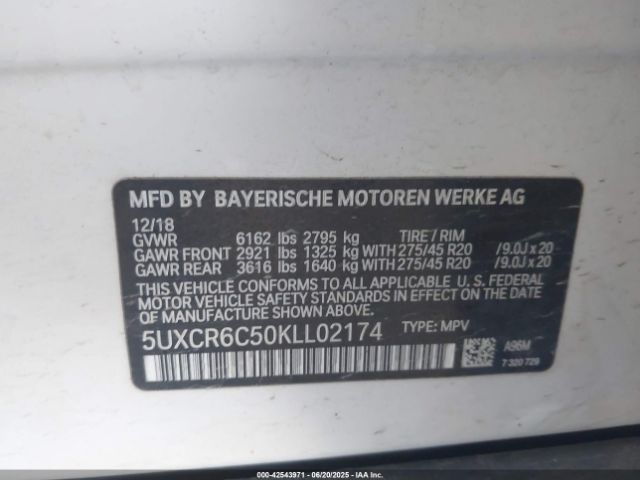 MFD BY BAYERISCHE MOTOREN WERKE AG
12/18
GVWR 6162 lbs 2795 kg TIRE / RIM
GAWR FRONT 2921 lbs 1325 kg WITH 275/45 R20 /9.0J x 20
GAWR REAR 3616 lbs 1640 kg WITH 275/45 R20 /9.0J x 20
THIS VEHICLE CONFORMS TO ALL APPLICABLE U.S. FEDERAL
MOTOR VEHICLE SAFETY STANDARDS IN EFFECT ON THE DATE
OF MANUFACTURE SHOWN ABOVE.
5UXCR6C50KLL02174 TYPE: MPV
A96M
7 320 729
000-42543971 | 06/20/2025 | IAA Inc.